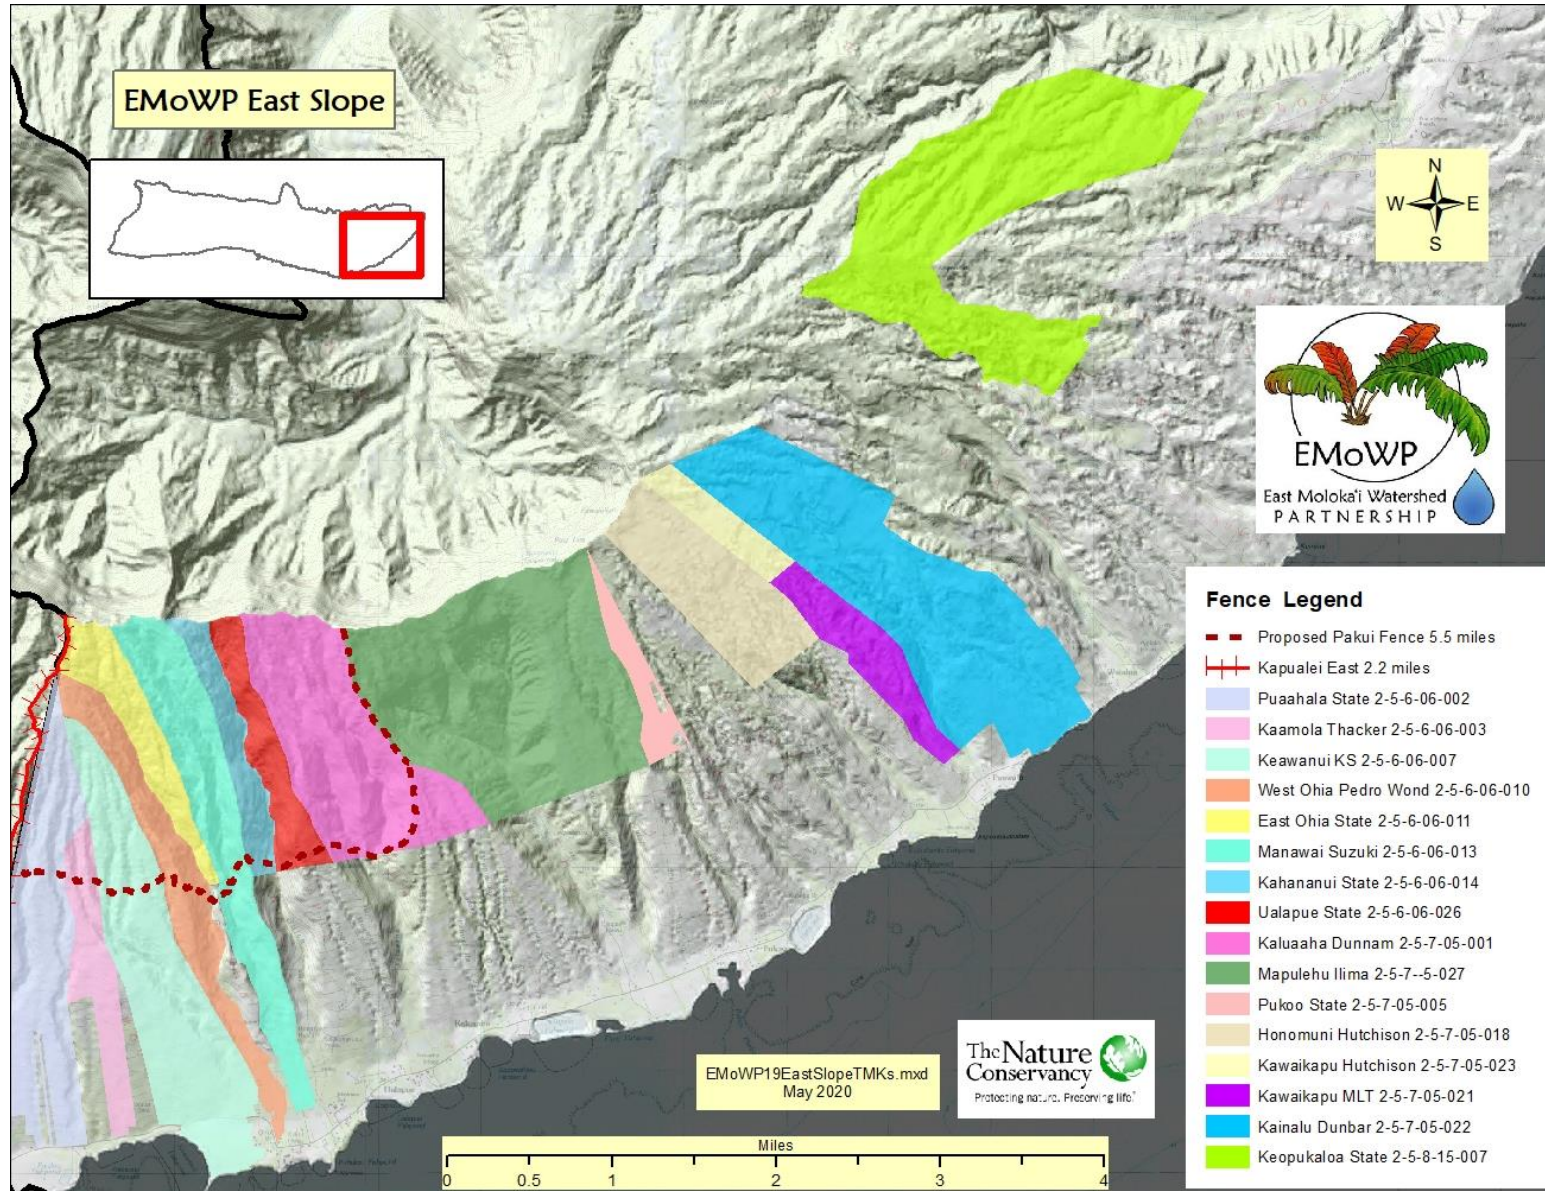 EMoWP East Slope
N
W E
S
EMoWP
East Moloka'i Watershed
PARTNERSHIP
Fence Legend
Proposed Pakui Fence 5.5 miles
Kapualei East 2.2 miles
Puaahala State 2-5-6-06-002
Kaamola Thacker 2-5-6-06-003
Keawanui KS 2-5-6-06-007
West Ohia Pedro Wond 2-5-6-06-010
East Ohia State 2-5-6-06-011
Manawai Suzuki 2-5-6-06-013
Kahananui State 2-5-6-06-014
Ualapue State 2-5-6-06-026
Kaluaaha Dunnam 2-5-7-05-001
Mapulehu Ilima 2-5-7--5-027
Pukoo State 2-5-7-05-005
Honomuni Hutchison 2-5-7-05-018
Kawaikapu Hutchison 2-5-7-05-023
Kawaikapu MLT 2-5-7-05-021
Kainalu Dunbar 2-5-7-05-022
Keopukaloa State 2-5-8-15-007
EMoWP19EastSlopeTMKs.mxd
May 2020
The Nature
Conservancy
Protecting nature. Preserving life.®
Miles
0 0.5 1 2 3 4